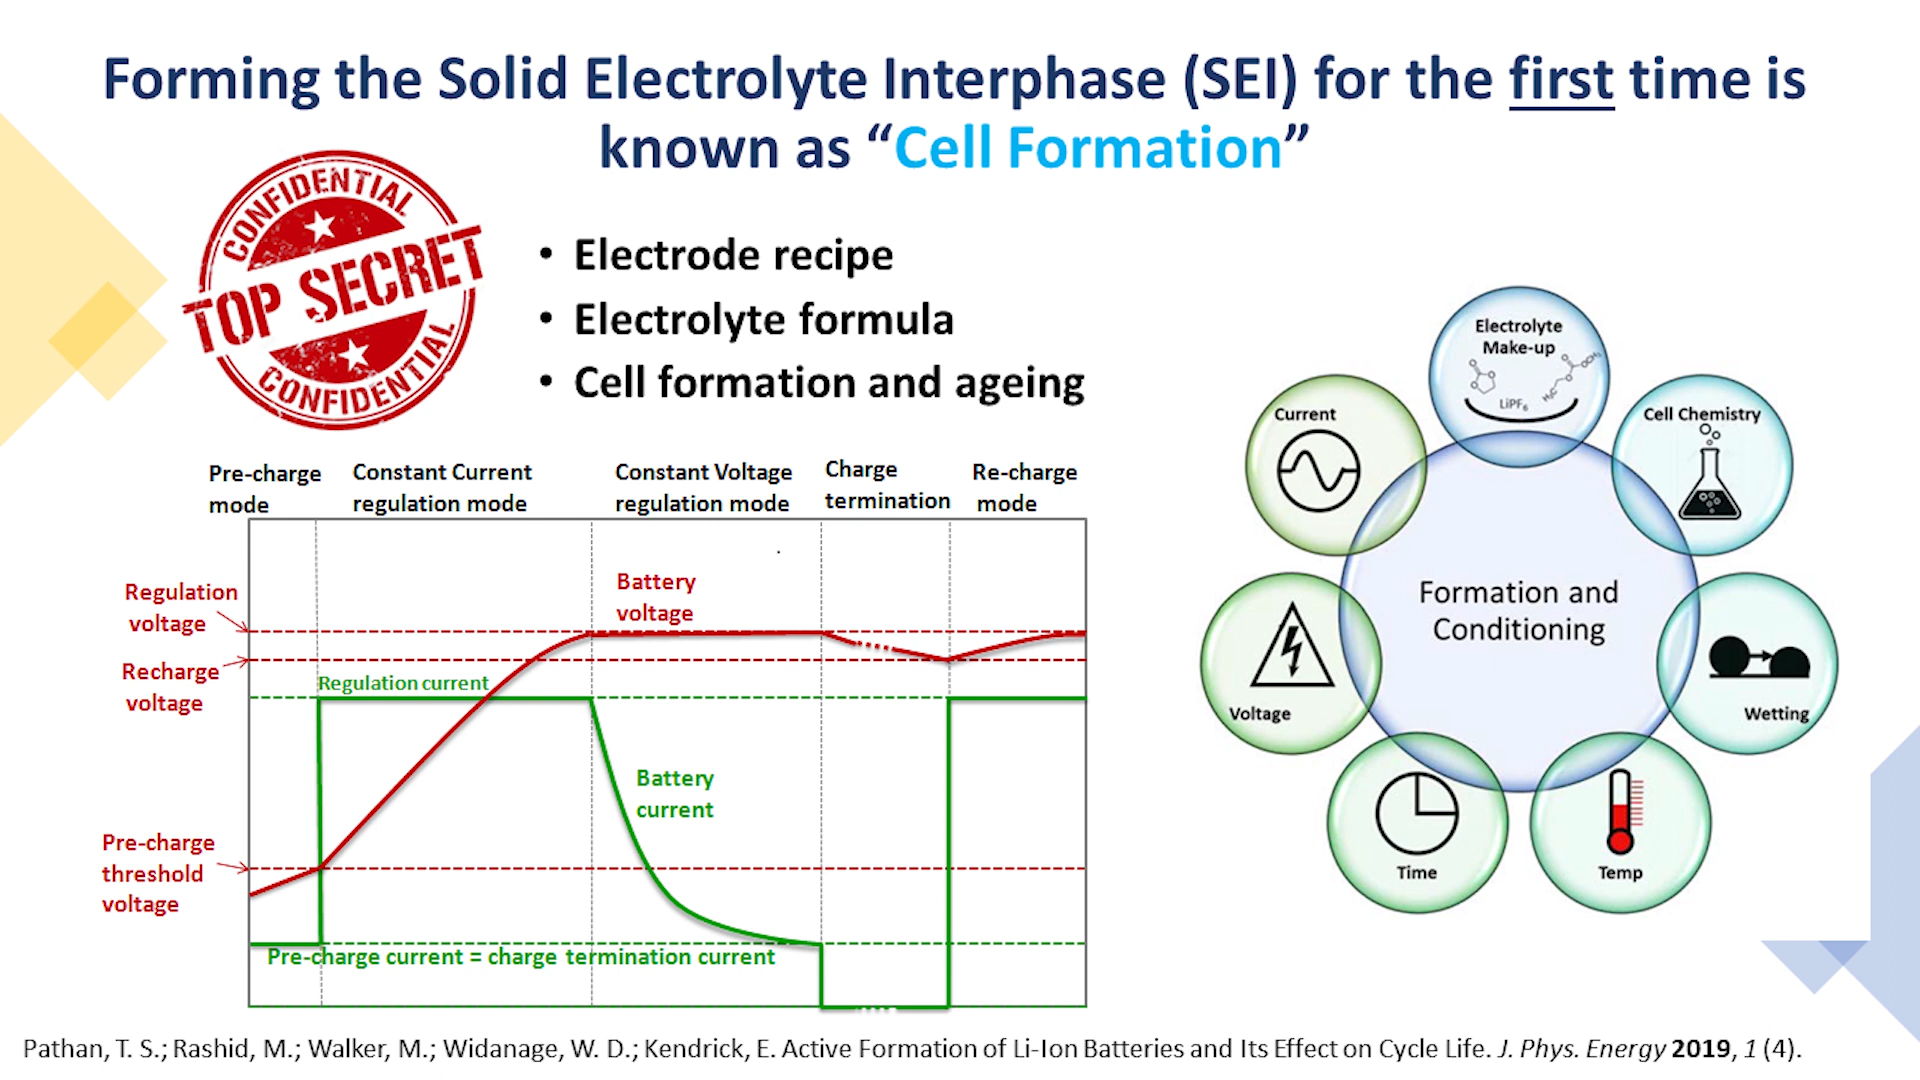 Forming the Solid Electrolyte Interphase (SEI) for the first time is
known as “Cell Formation”
CONFIDENTIAL
TOP SECRET
CONFIDENTIAL
• Electrode recipe
• Electrolyte formula
• Cell formation and ageing
Pre-charge
mode
Constant Current
regulation mode
Constant Voltage
regulation mode
Charge
termination
Re-charge
mode
Regulation
voltage
Recharge
voltage
Pre-charge
threshold
voltage
Battery
voltage
Regulation current
Battery
current
Pre-charge current = charge termination current
Electrolyte
Make-up
LiPF₆
Current
Cell Chemistry
Formation and
Conditioning
Voltage
Wetting
Time
Temp
Pathan, T. S.; Rashid, M.; Walker, M.; Widanage, W. D.; Kendrick, E. Active Formation of Li-Ion Batteries and Its Effect on Cycle Life. J. Phys. Energy 2019, 1 (4).